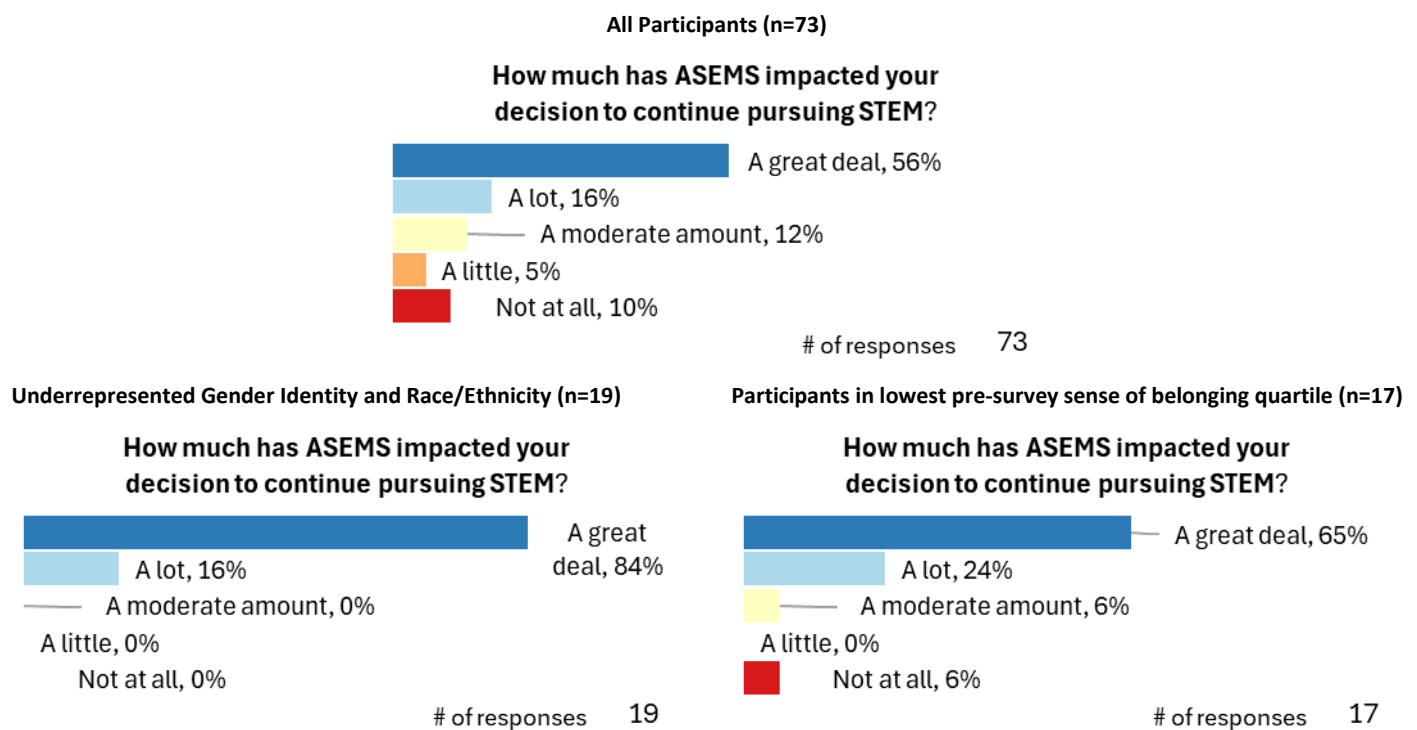 All Participants (n=73)
How much has ASEMS impacted your
decision to continue pursuing STEM?
A great deal, 56%
A lot, 16%
A moderate amount, 12%
A little, 5%
Not at all, 10%
# of responses 73
Underrepresented Gender Identity and Race/Ethnicity (n=19)
How much has ASEMS impacted your
decision to continue pursuing STEM?
A great
deal, 84%
A lot, 16%
A moderate amount, 0%
A little, 0%
Not at all, 0%
# of responses 19
Participants in lowest pre-survey sense of belonging quartile (n=17)
How much has ASEMS impacted your
decision to continue pursuing STEM?
A great deal, 65%
A lot, 24%
A moderate amount, 6%
A little, 0%
Not at all, 6%
# of responses 17